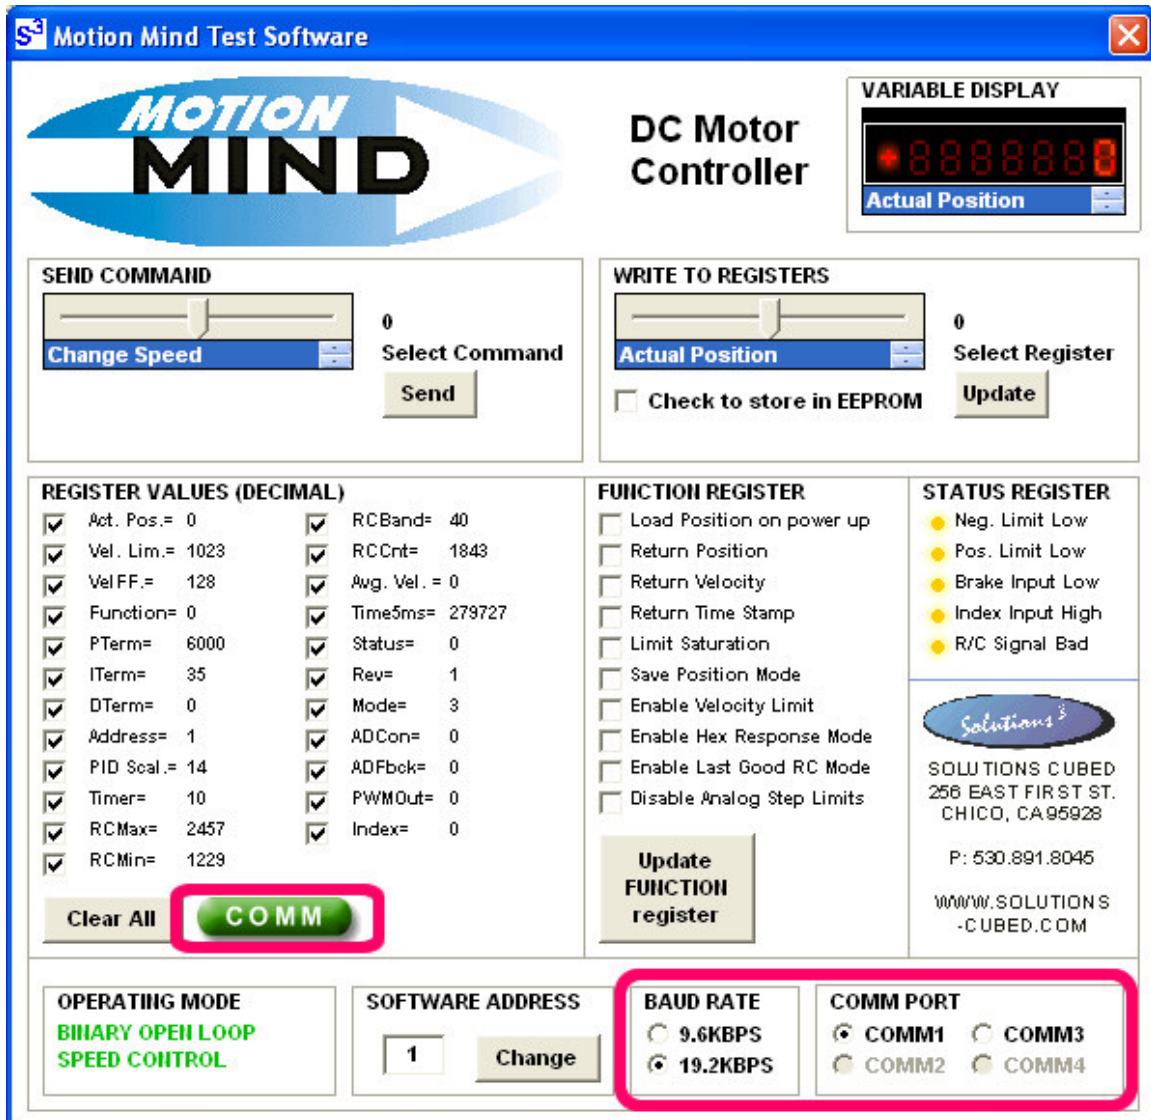 S3 Motion Mind Test Software
MOTION
MIND
DC Motor
Controller
VARIABLE DISPLAY
Actual Position
SEND COMMAND
0
Change Speed
Select Command
Send
WRITE TO REGISTERS
0
Actual Position
Select Register
Check to store in EEPROM
Update
REGISTER VALUES (DECIMAL)
Act. Pos.= 0
Vel. Lim.= 1023
VelFF.= 128
Function= 0
PTerm= 6000
ITerm= 35
DTerm= 0
Address= 1
PID Scal.= 14
Timer= 10
RCMax= 2457
RCMin= 1229
RCBand= 40
RCCnt= 1843
Avg. Vel. = 0
Time5ms= 279727
Status= 0
Rev= 1
Mode= 3
ADCon= 0
ADFbck= 0
PWMOut= 0
Index= 0
Clear All
COMM
FUNCTION REGISTER
Load Position on power up
Return Position
Return Velocity
Return Time Stamp
Limit Saturation
Save Position Mode
Enable Velocity Limit
Enable Hex Response Mode
Enable Last Good RC Mode
Disable Analog Step Limits
Update
FUNCTION
register
STATUS REGISTER
Neg. Limit Low
Pos. Limit Low
Brake Input Low
Index Input High
R/C Signal Bad
Solutions 3
SOLUTIONS CUBED
256 EAST FIRST ST.
CHICO, CA 95928
P: 530.891.8045
WWW.SOLUTIONS
-CUBED.COM
OPERATING MODE
BINARY OPEN LOOP
SPEED CONTROL
SOFTWARE ADDRESS
1
Change
BAUD RATE
9.6KBPS
19.2KBPS
COMM PORT
COMM1 COMM3
COMM2 COMM4